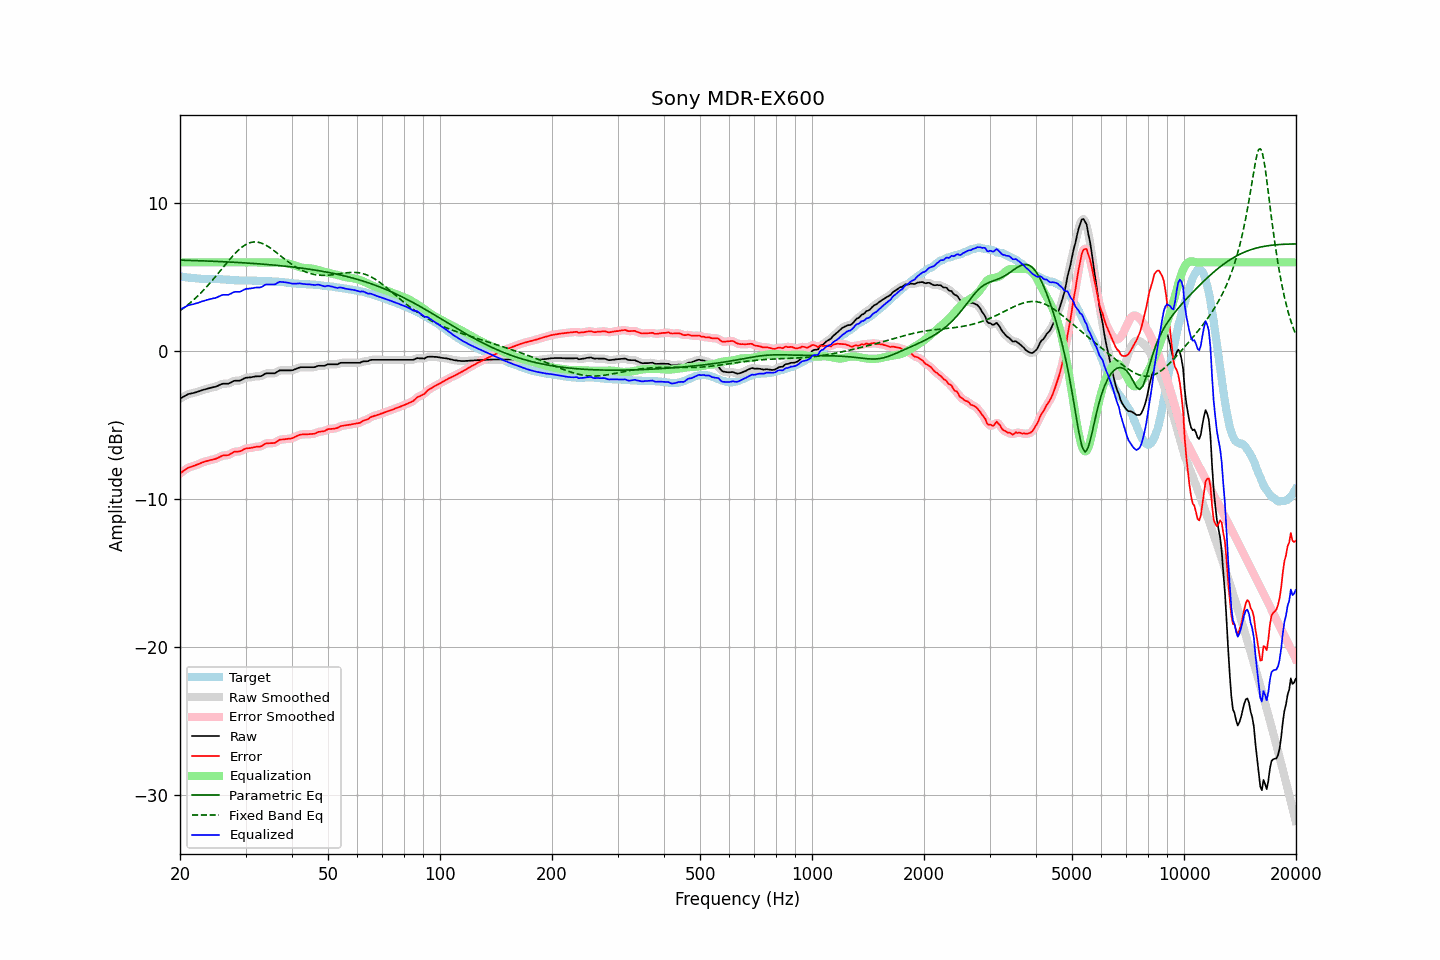 Sony MDR-EX600
Amplitude (dBr)
10
0
−10
−20
−30
Target
Raw Smoothed
Error Smoothed
Raw
Error
Equalization
Parametric Eq
Fixed Band Eq
Equalized
20 50 100 200 500 1000 2000 5000 10000 20000
Frequency (Hz)